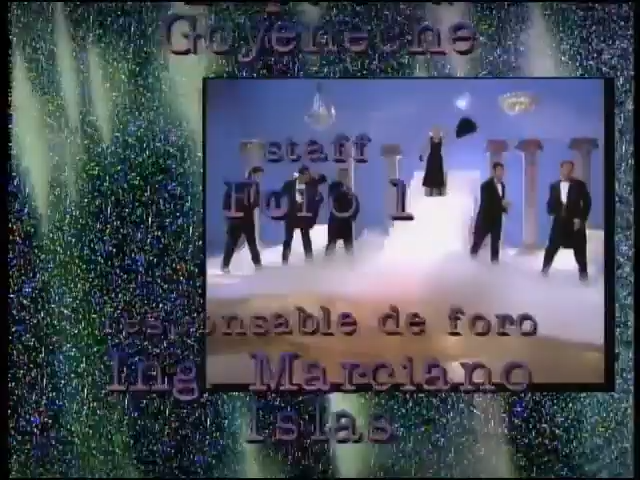 Goyeneche
staff
Foro 1
responsable de foro
Ing Marciano
Islas